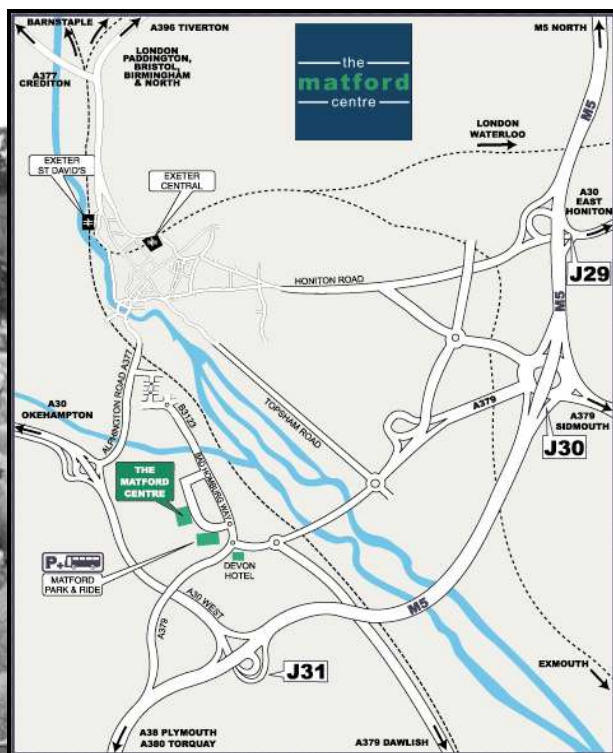 BARNSTAPLE
A396 TIVERTON
LONDON
PADDINGTON,
BRISTOL,
BIRMINGHAM
& NORTH
A377
CREDITON
the
matford
centre
M5 NORTH
M5
LONDON
WATERLOO
EXETER
ST DAVID'S
EXETER
CENTRAL
A30
EAST
HONITON
J29
HONITON ROAD
M5
A30
OKEHAMPTON
ALPHINGTON ROAD A377
B3123
TOPSHAM ROAD
A379
A379
SIDMOUTH
J30
THE
MATFORD
CENTRE
BAD HOMBURG WAY
P+
MATFORD
PARK & RIDE
DEVON
HOTEL
A30 WEST
A379
M5
J31
EXMOUTH
A38 PLYMOUTH
A380 TORQUAY
A379 DAWLISH